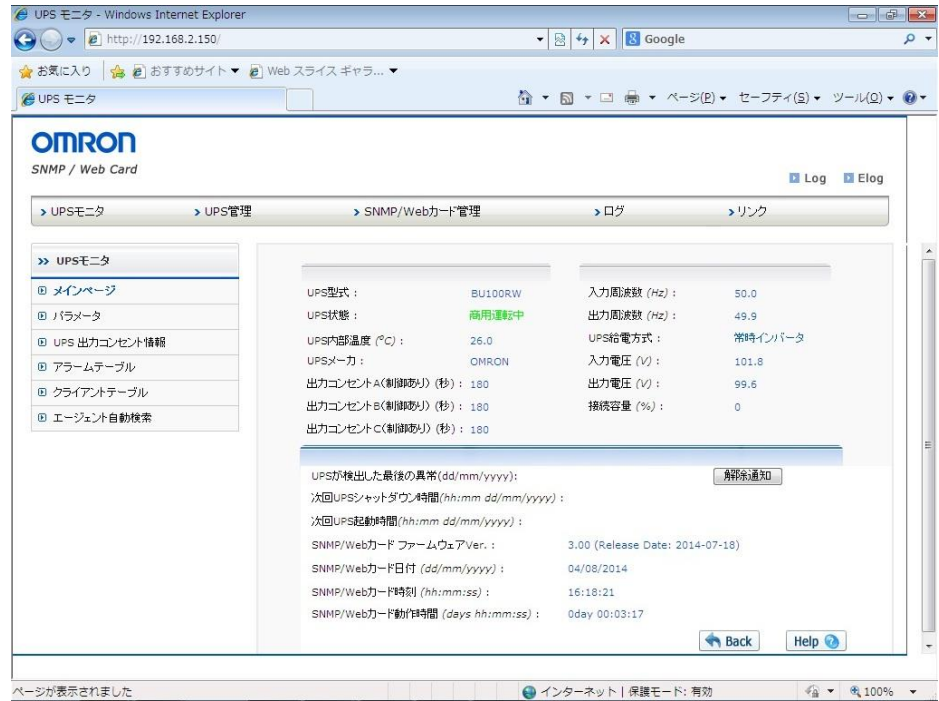 UPS モニタ - Windows Internet Explorer
http://192.168.2.150/
Google
お気に入り おすすめサイト Web スライス ギャラ...
UPS モニタ
ページ(P) セーフティ(S) ツール(O)
OMRON
SNMP / Web Card
Log Elog
UPSモニタ UPS管理 SNMP/Webカード管理 ログ リンク
UPSモニタ
メインページ
パラメータ
UPS 出力コンセント情報
アラームテーブル
クライアントテーブル
エージェント自動検索
UPS型式 : BU100RW
UPS状態 : 商用運転中
UPS内部温度 (°C) : 26.0
UPSメーカ : OMRON
出力コンセントA(制御あり) (秒) : 180
出力コンセントB(制御あり) (秒) : 180
出力コンセントC(制御あり) (秒) : 180
入力周波数 (Hz) : 50.0
出力周波数 (Hz) : 49.9
UPS給電方式 : 常時インバータ
入力電圧 (V) : 101.8
出力電圧 (V) : 99.6
接続容量 (%) : 0
UPSが検出した最後の異常(dd/mm/yyyy): 解除通知
次回UPSシャットダウン時間(hh:mm dd/mm/yyyy) :
次回UPS起動時間(hh:mm dd/mm/yyyy) :
SNMP/Webカード ファームウェアVer. : 3.00 (Release Date: 2014-07-18)
SNMP/Webカード日付 (dd/mm/yyyy) : 04/08/2014
SNMP/Webカード時刻 (hh:mm:ss) : 16:18:21
SNMP/Webカード動作時間 (days hh:mm:ss) : 0day 00:03:17
Back Help
ページが表示されました
インターネット | 保護モード: 有効
100%